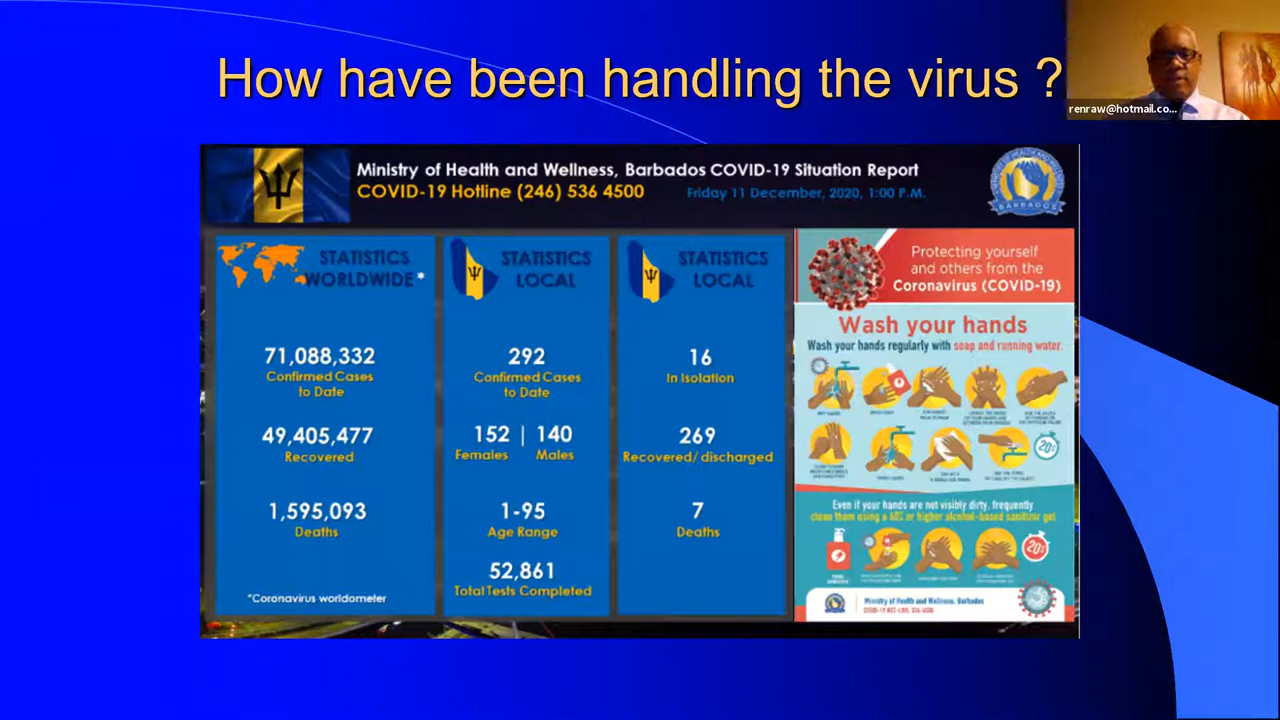 How have been handling the virus ?
renraw@hotmail.co...
Ministry of Health and Wellness, Barbados COVID-19 Situation Report
COVID-19 Hotline (246) 536 4500 Friday 11 December, 2020, 1:00 P.M.
STATISTICS
WORLDWIDE*
71,088,332
Confirmed Cases
to Date
49,405,477
Recovered
1,595,093
Deaths
*Coronavirus worldometer
STATISTICS
LOCAL
292
Confirmed Cases
to Date
152 | 140
Females Males
1-95
Age Range
52,861
Total Tests Completed
STATISTICS
LOCAL
16
In Isolation
269
Recovered/ discharged
7
Deaths
Protecting yourself
and others from the
Coronavirus (COVID-19)
Wash your hands
Wash your hands regularly with soap and running water.
Even if your hands are not visibly dirty, frequently
clean them using a 60% or higher alcohol-based sanitizer gel
Ministry of Health and Wellness, Barbados